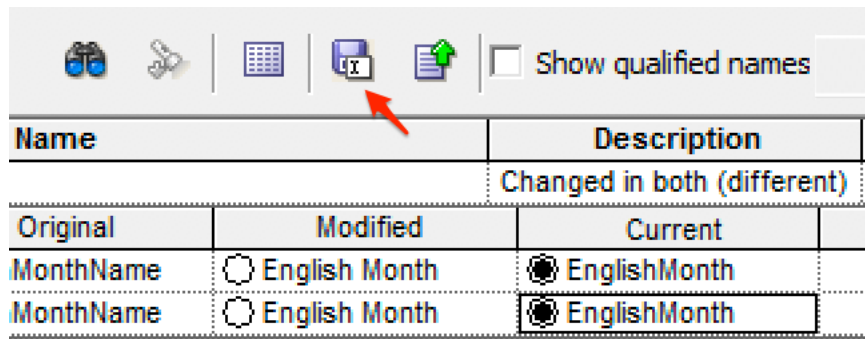 Show qualified names
Name Description
Changed in both (different)
Original Modified Current
MonthName English Month EnglishMonth
MonthName English Month EnglishMonth